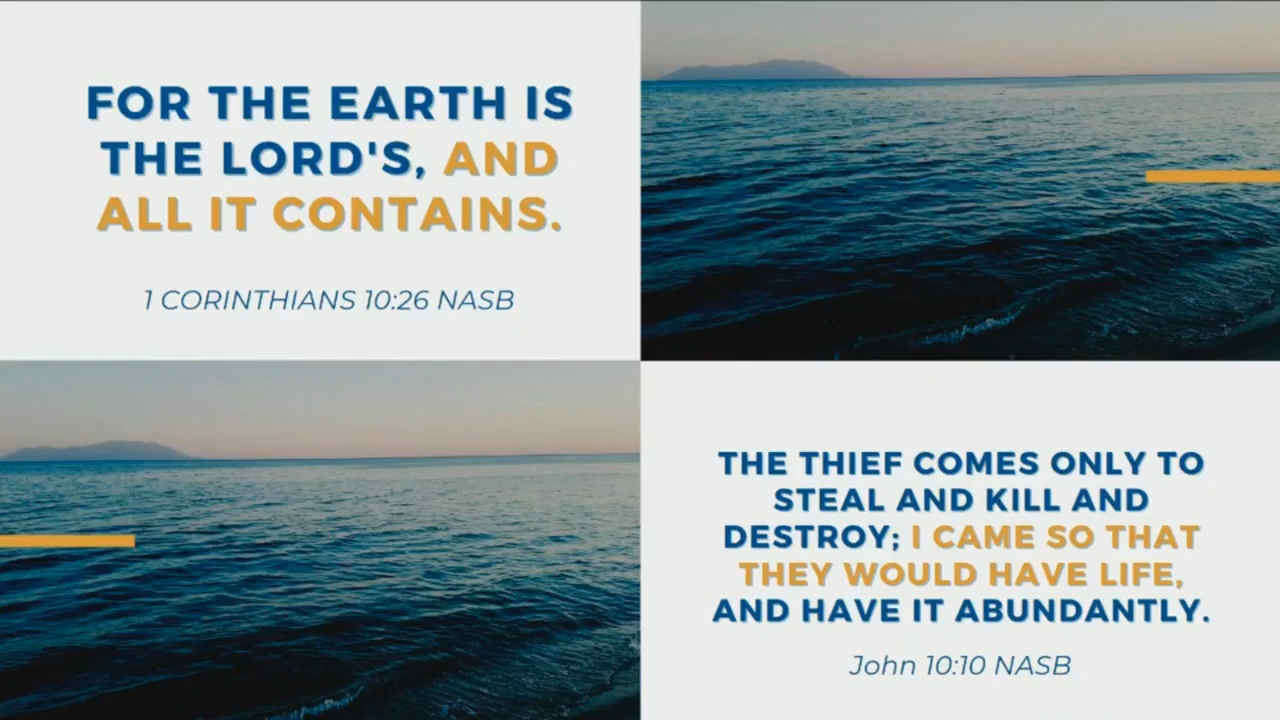 FOR THE EARTH IS
THE LORD'S, AND
ALL IT CONTAINS.
1 CORINTHIANS 10:26 NASB
THE THIEF COMES ONLY TO
STEAL AND KILL AND
DESTROY; I CAME SO THAT
THEY WOULD HAVE LIFE,
AND HAVE IT ABUNDANTLY.
John 10:10 NASB